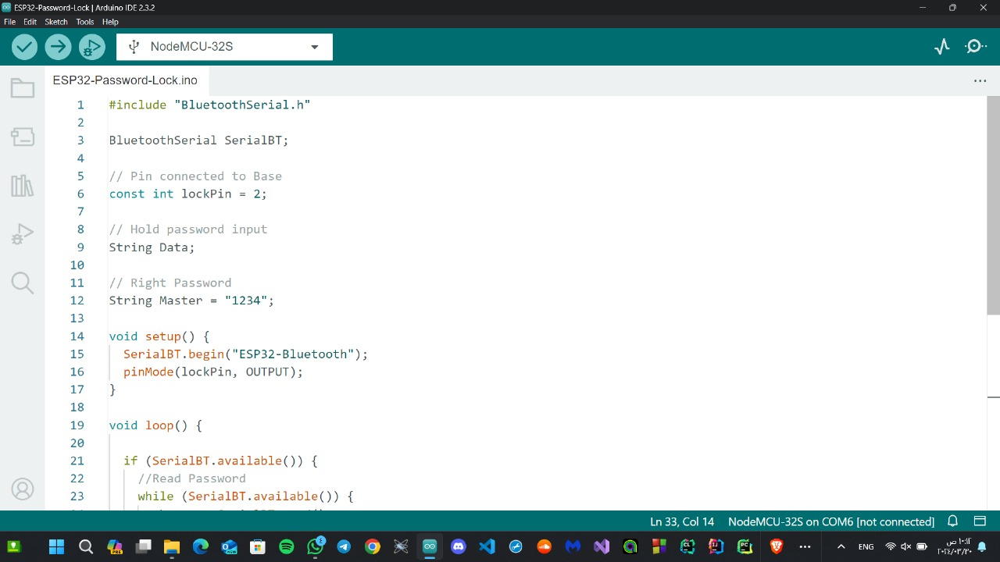 ESP32-Password-Lock | Arduino IDE 2.3.2
File Edit Sketch Tools Help
NodeMCU-32S
ESP32-Password-Lock.ino
1 #include "BluetoothSerial.h"
2
3 BluetoothSerial SerialBT;
4
5 // Pin connected to Base
6 const int lockPin = 2;
7
8 // Hold password input
9 String Data;
10
11 // Right Password
12 String Master = "1234";
13
14 void setup() {
15 SerialBT.begin("ESP32-Bluetooth");
16 pinMode(lockPin, OUTPUT);
17 }
18
19 void loop() {
20
21 if (SerialBT.available()) {
22 //Read Password
23 while (SerialBT.available()) {
Ln 33, Col 14 NodeMCU-32S on COM6 [not connected]
ENG
١٠:١٢ ص
٢٠٢٤/٠٣/٢٠